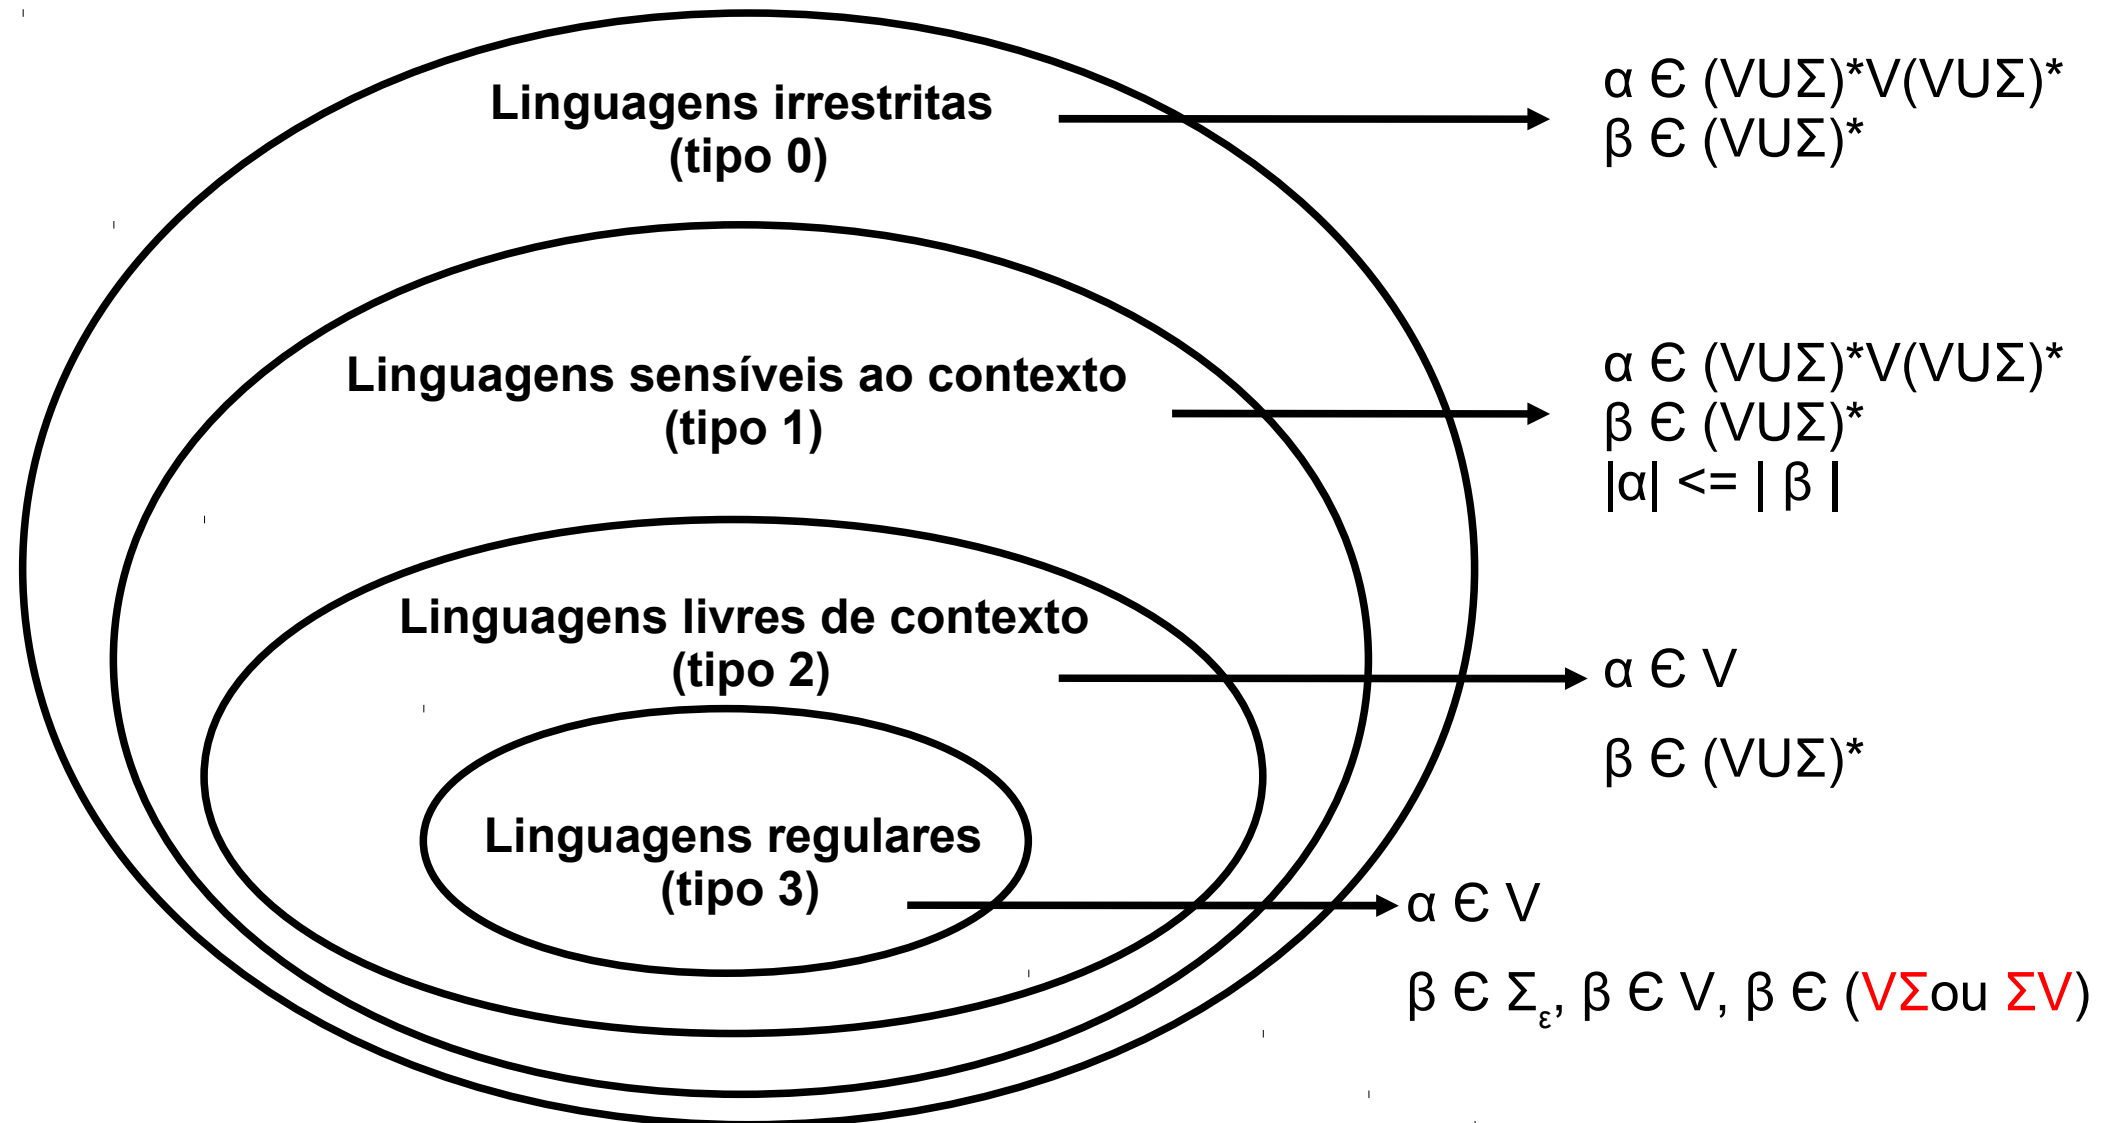 Linguagens irrestritas
(tipo 0)
α Є (VUΣ)*V(VUΣ)*
β Є (VUΣ)*
Linguagens sensíveis ao contexto
(tipo 1)
α Є (VUΣ)*V(VUΣ)*
β Є (VUΣ)*
|α| <= | β |
Linguagens livres de contexto
(tipo 2)
α Є V
β Є (VUΣ)*
Linguagens regulares
(tipo 3)
α Є V
β Є Σε, β Є V, β Є (VΣou ΣV)